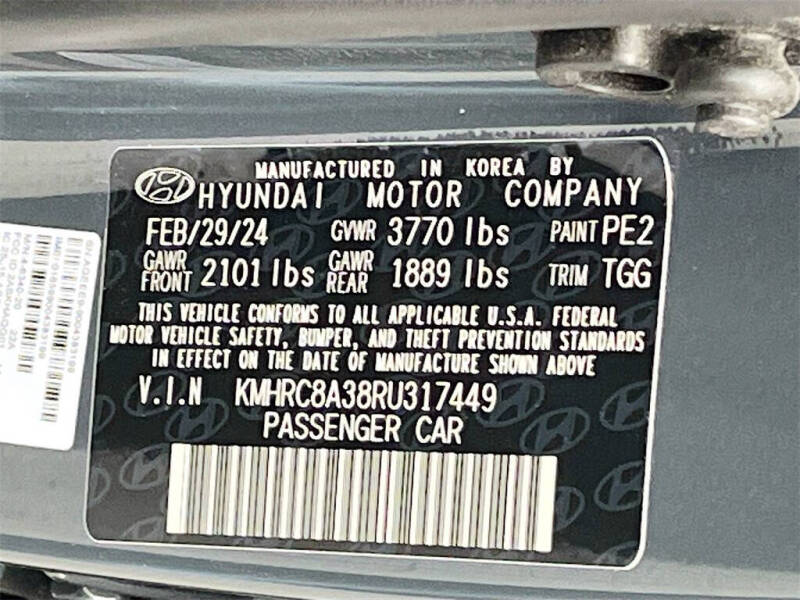 MANUFACTURED IN KOREA BY
HYUNDAI MOTOR COMPANY
FEB/29/24 GVWR 3770 lbs PAINT PE2
GAWR FRONT 2101 lbs GAWR REAR 1889 lbs TRIM TGG
THIS VEHICLE CONFORMS TO ALL APPLICABLE U.S.A. FEDERAL
MOTOR VEHICLE SAFETY, BUMPER, AND THEFT PREVENTION STANDARDS
IN EFFECT ON THE DATE OF MANUFACTURE SHOWN ABOVE
V.I.N KMHRC8A38RU317449
PASSENGER CAR